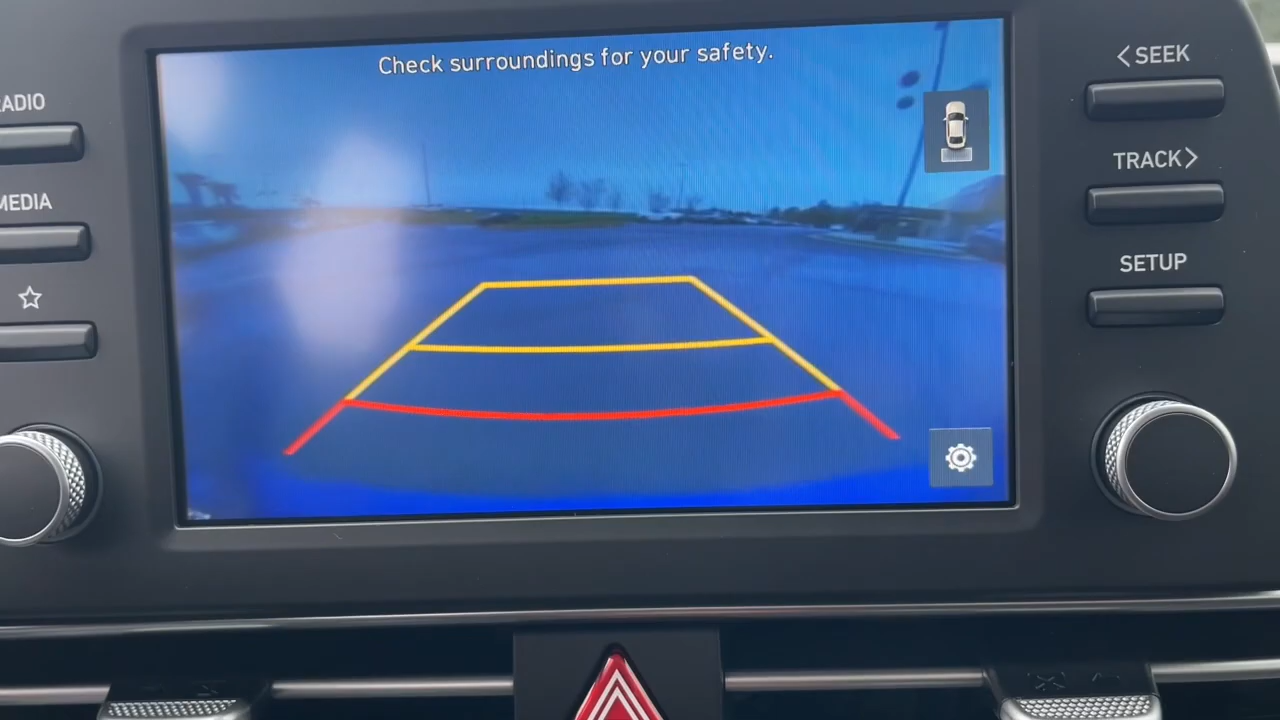 Check surroundings for your safety.
RADIO
MEDIA
<SEEK
TRACK>
SETUP